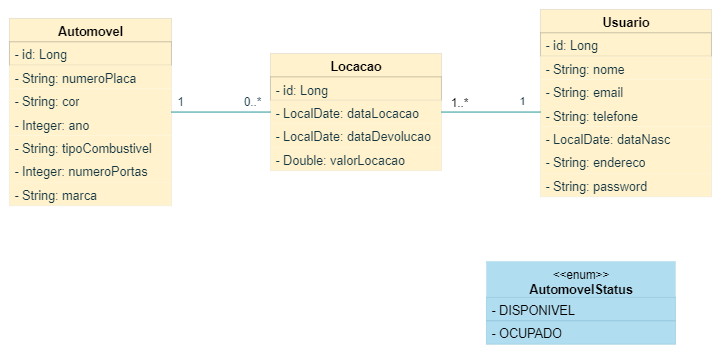 Automovel
- id: Long
- String: numeroPlaca
- String: cor
- Integer: ano
- String: tipoCombustivel
- Integer: numeroPortas
- String: marca
1
0..*
Locacao
- id: Long
- LocalDate: dataLocacao
- LocalDate: dataDevolucao
- Double: valorLocacao
1..*
1
Usuario
- id: Long
- String: nome
- String: email
- String: telefone
- LocalDate: dataNasc
- String: endereco
- String: password
<<enum>>
AutomovelStatus
- DISPONIVEL
- OCUPADO